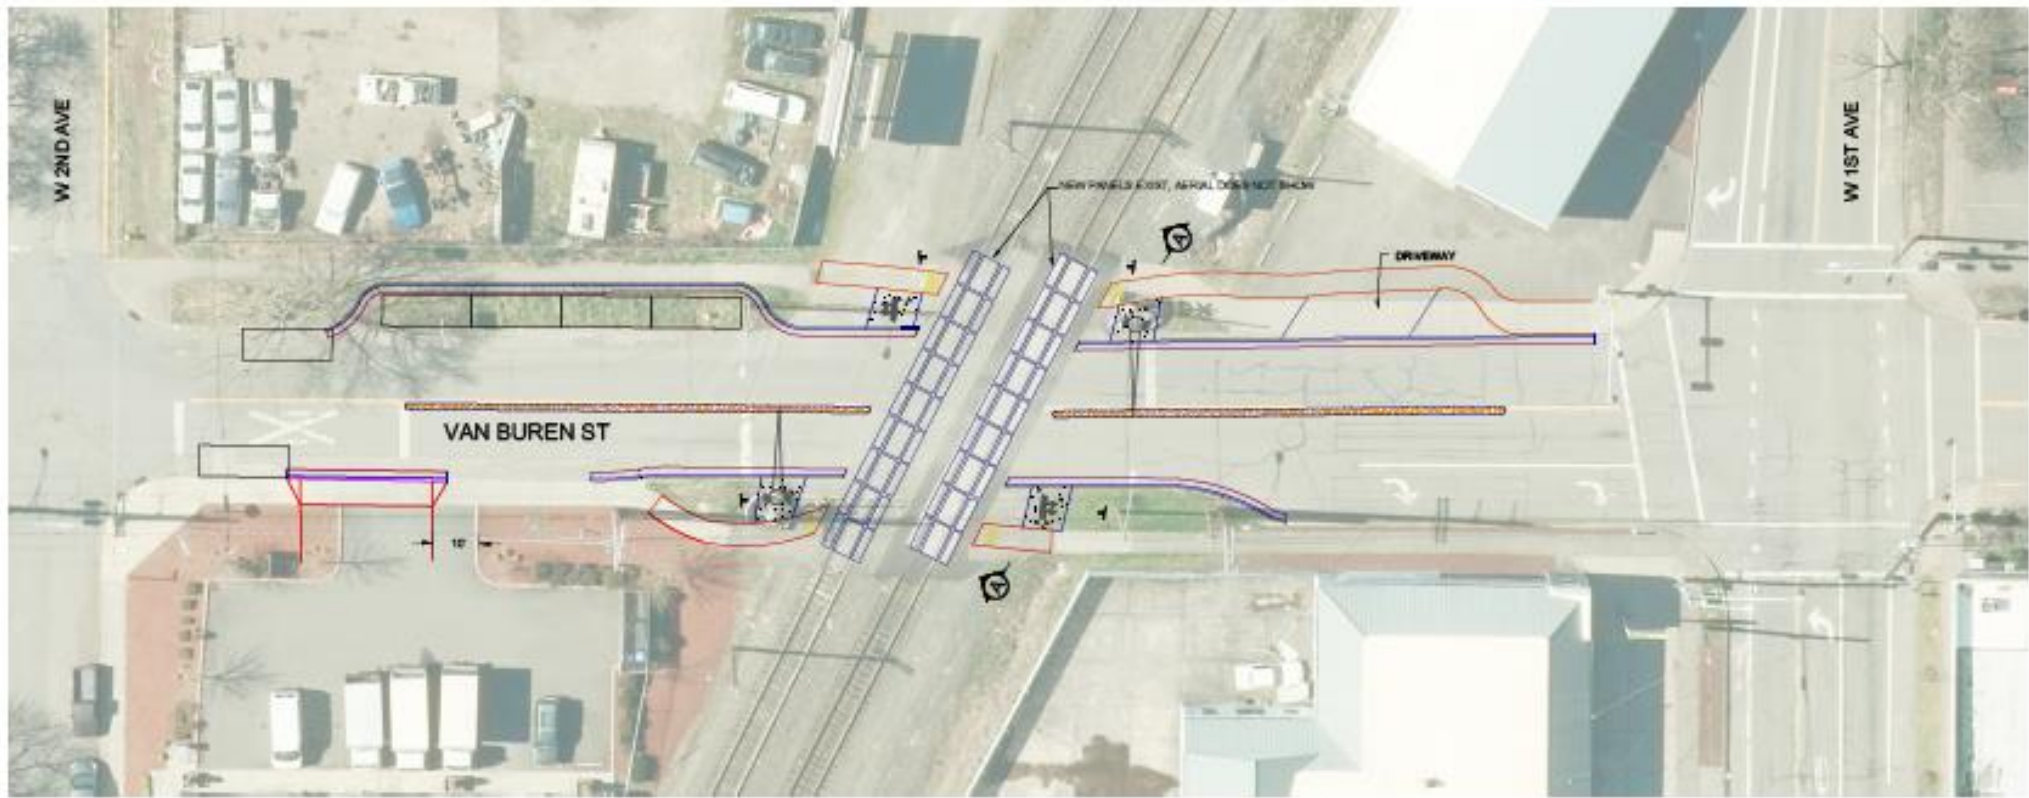 W 2ND AVE
W 1ST AVE
NEW PANELS EXIST, AERIAL DOES NOT SHOW
A
DRIVEWAY
VAN BUREN ST
10'
A